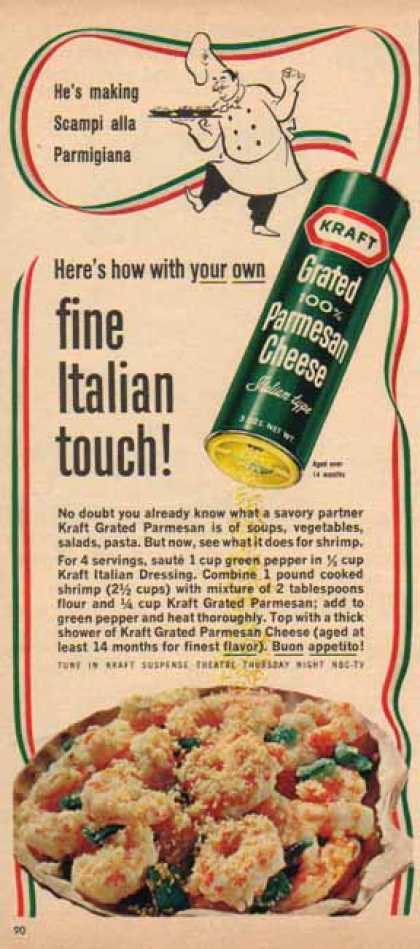 He's making
Scampi alla
Parmigiana
KRAFT
Grated
100%
Parmesan
Cheese
Italian type
3 OZS. NET WT.
Aged over
14 months
Here's how with your own
fine
Italian
touch!
No doubt you already know what a savory partner
Kraft Grated Parmesan is of soups, vegetables,
salads, pasta. But now, see what it does for shrimp.
For 4 servings, sauté 1 cup green pepper in ⅓ cup
Kraft Italian Dressing. Combine 1 pound cooked
shrimp (2½ cups) with mixture of 2 tablespoons
flour and ¼ cup Kraft Grated Parmesan; add to
green pepper and heat thoroughly. Top with a thick
shower of Kraft Grated Parmesan Cheese (aged at
least 14 months for finest flavor). Buon appetito!
TUNE IN KRAFT SUSPENSE THEATRE THURSDAY NIGHT NBC-TV
90